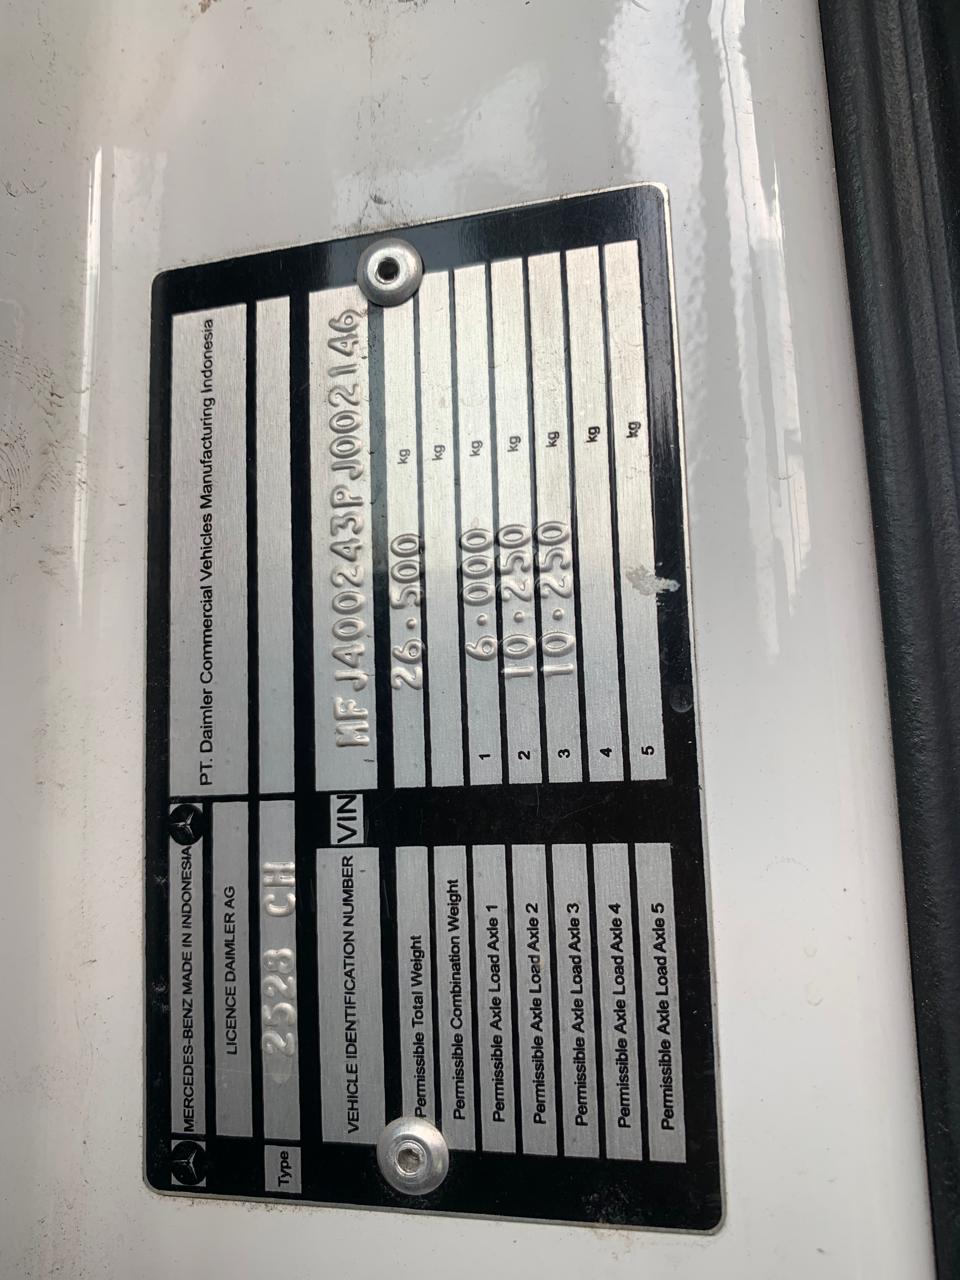 MERCEDES-BENZ MADE IN INDONESIA
LICENCE DAIMLER AG
PT. Daimler Commercial Vehicles Manufacturing Indonesia
Type 2528 CH
VEHICLE IDENTIFICATION NUMBER VIN MFJ400243PJ002146
Permissible Total Weight 26.500 kg
Permissible Combination Weight kg
Permissible Axle Load Axle 1 1 6.000 kg
Permissible Axle Load Axle 2 2 10.250 kg
Permissible Axle Load Axle 3 3 10.250 kg
Permissible Axle Load Axle 4 4 kg
Permissible Axle Load Axle 5 5 kg